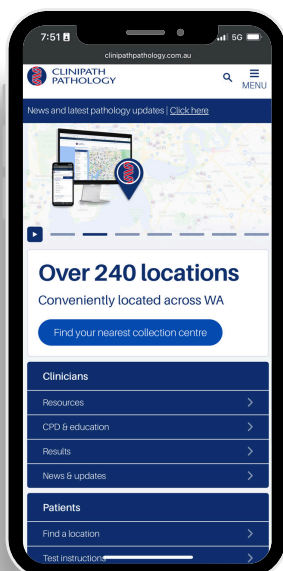 7:51
5G
clinipathpathology.com.au
CLINIPATH
PATHOLOGY
MENU
News and latest pathology updates | Click here
Over 240 locations
Conveniently located across WA
Find your nearest collection centre
Clinicians
Resources
CPD & education
Results
News & updates
Patients
Find a location
Test instructions